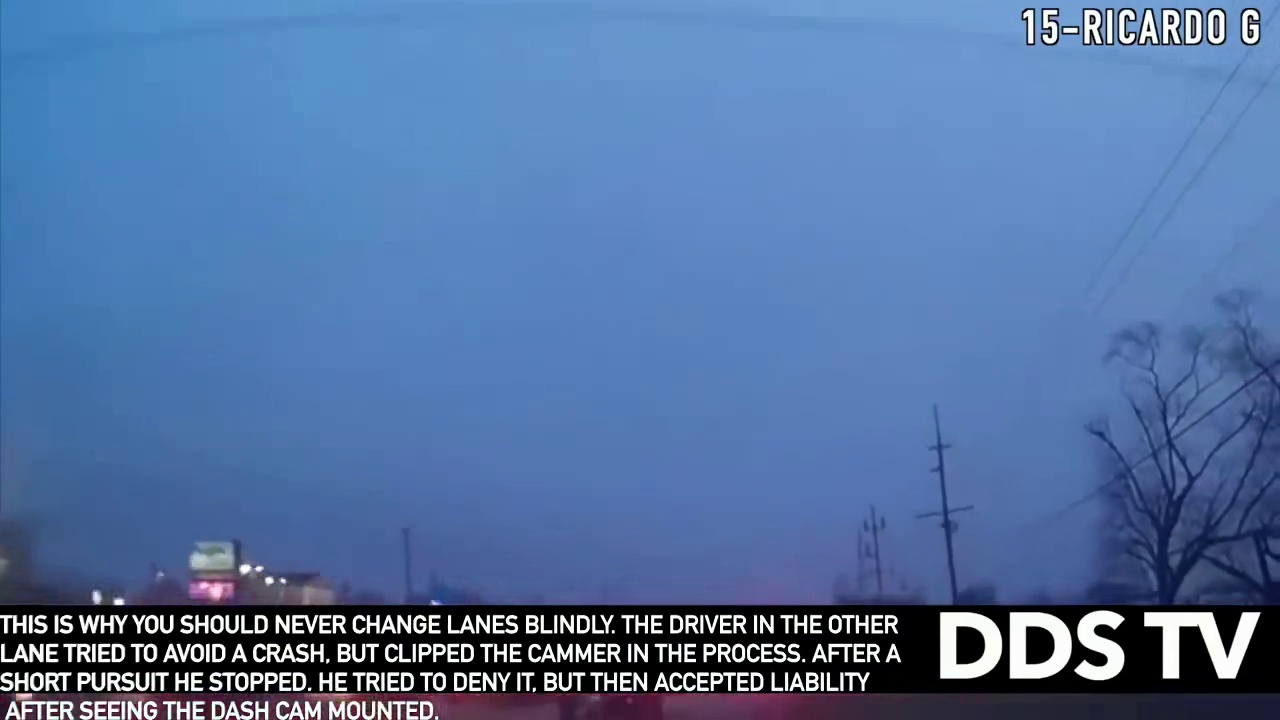 15-RICARDO G
THIS IS WHY YOU SHOULD NEVER CHANGE LANES BLINDLY. THE DRIVER IN THE OTHER
LANE TRIED TO AVOID A CRASH, BUT CLIPPED THE CAMMER IN THE PROCESS. AFTER A
SHORT PURSUIT HE STOPPED. HE TRIED TO DENY IT, BUT THEN ACCEPTED LIABILITY
AFTER SEEING THE DASH CAM MOUNTED.
DDS TV